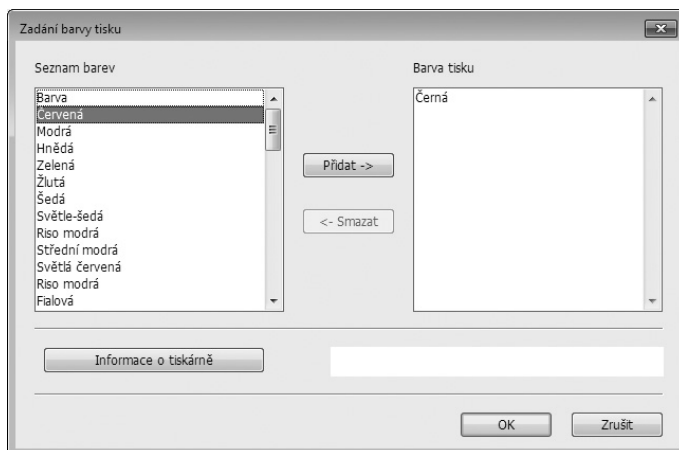 Zadání barvy tisku
Seznam barev
Barva tisku
Barva
Červená
Modrá
Hnědá
Zelená
Žlutá
Šedá
Světle-šedá
Riso modrá
Střední modrá
Světlá červená
Riso modrá
Fialová
Přidat ->
<- Smazat
Černá
Informace o tiskárně
OK
Zrušit